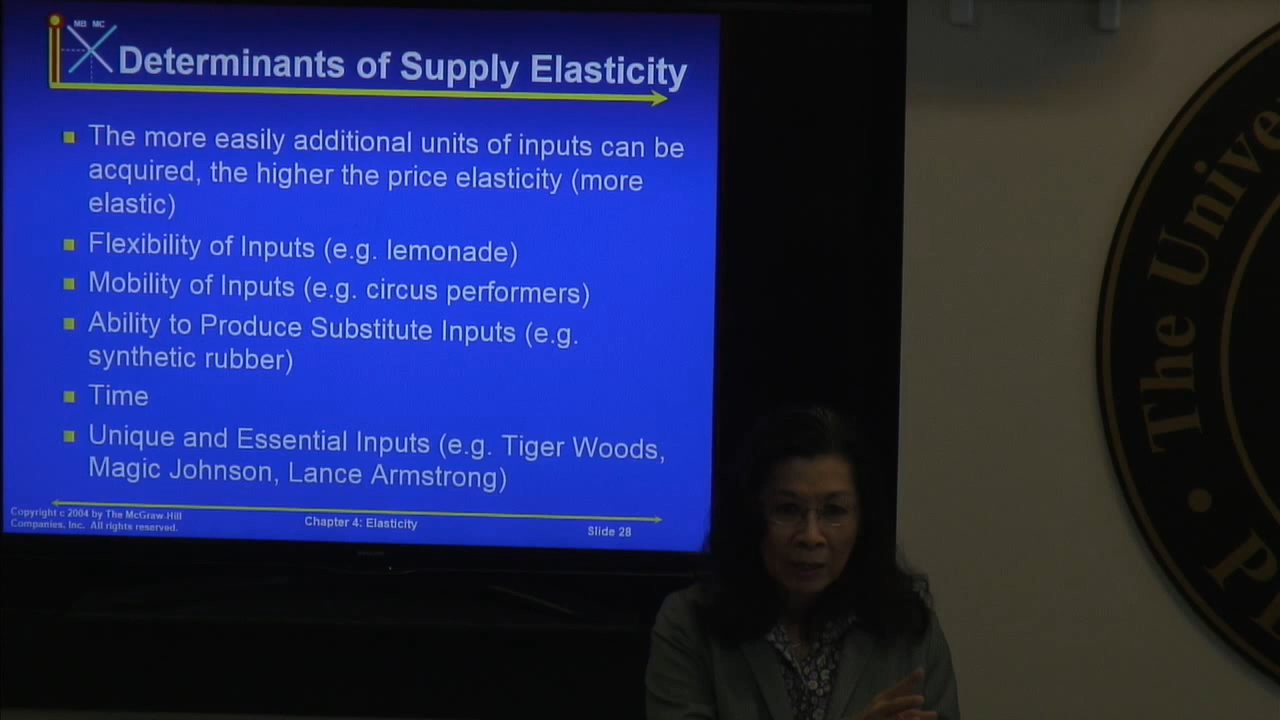 MB MC
Determinants of Supply Elasticity
The more easily additional units of inputs can be
acquired, the higher the price elasticity (more
elastic)
Flexibility of Inputs (e.g. lemonade)
Mobility of Inputs (e.g. circus performers)
Ability to Produce Substitute Inputs (e.g.
synthetic rubber)
Time
Unique and Essential Inputs (e.g. Tiger Woods,
Magic Johnson, Lance Armstrong)
Copyright c 2004 by The McGraw-Hill
Companies, Inc. All rights reserved.
Chapter 4: Elasticity
Slide 28
The